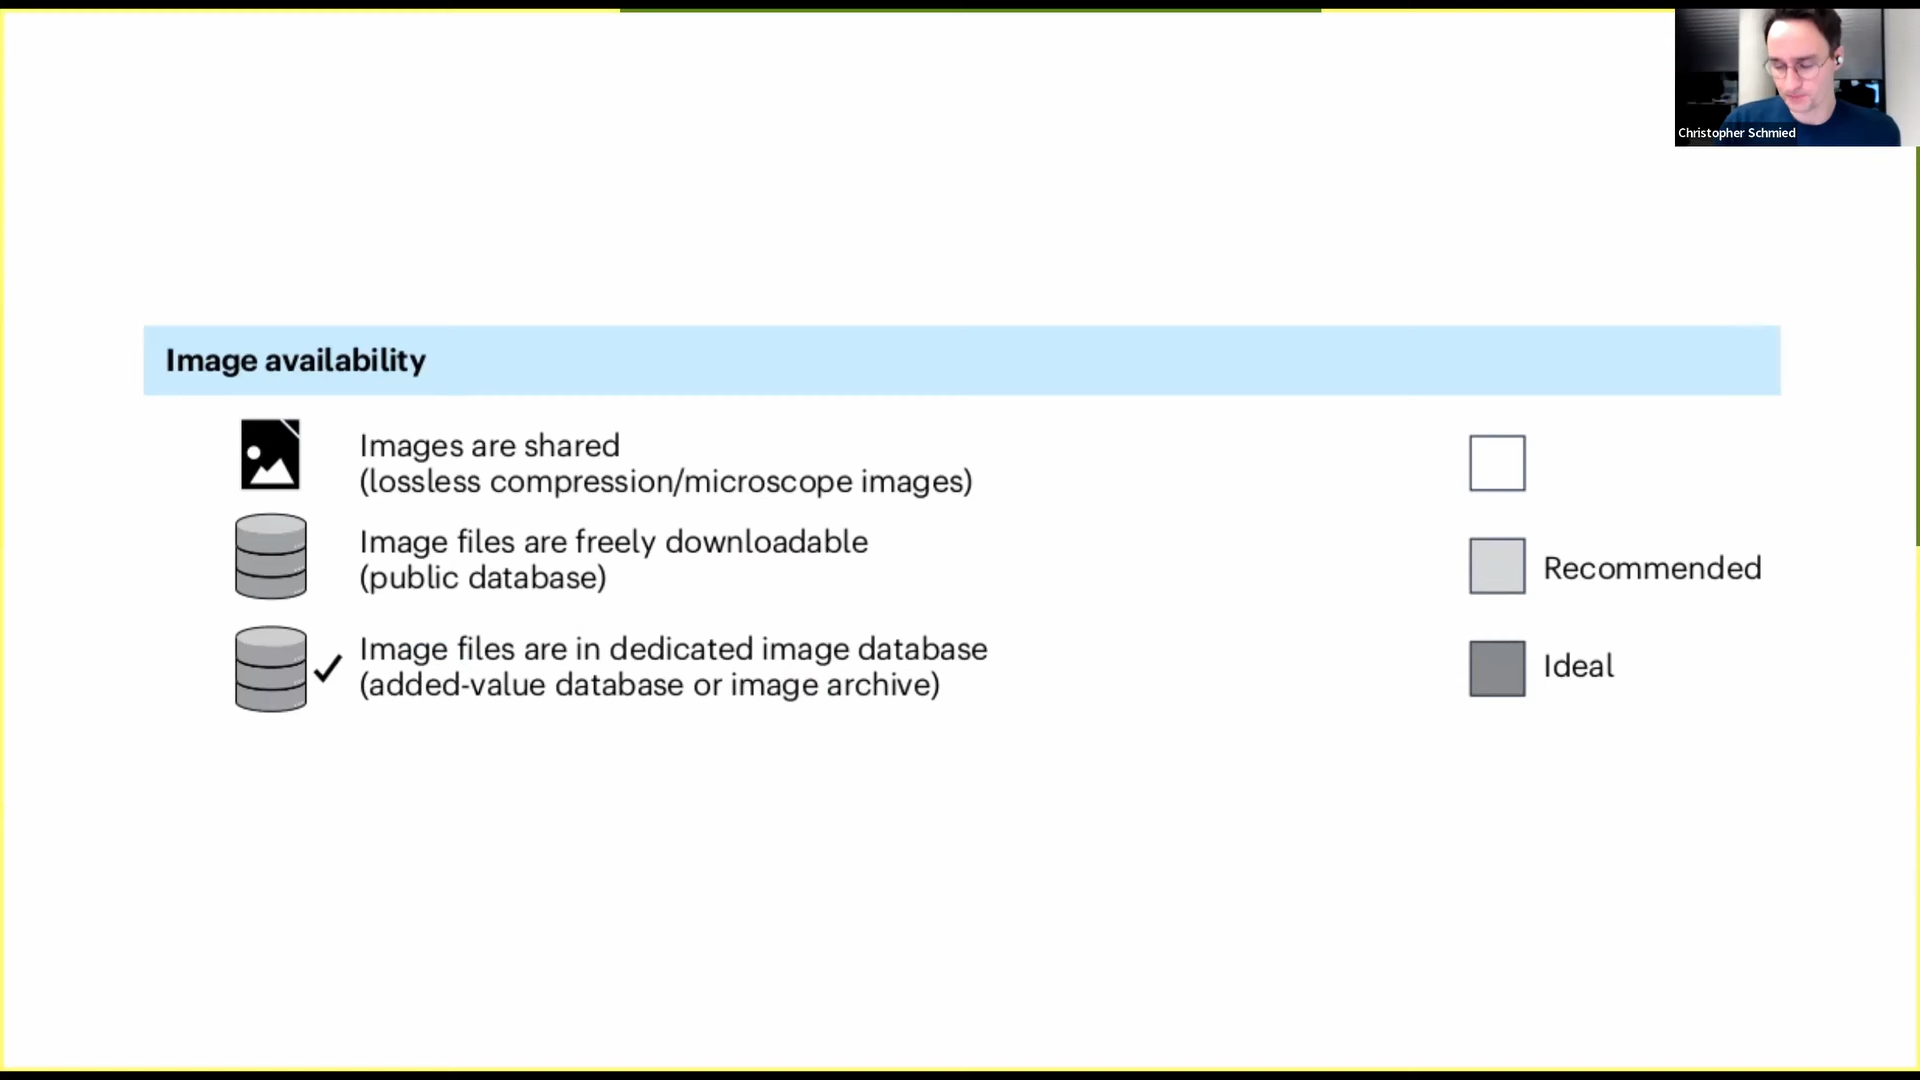 Christopher Schmied
Image availability
Images are shared
(lossless compression/microscope images)
Image files are freely downloadable
(public database)
Recommended
Image files are in dedicated image database
(added-value database or image archive)
Ideal